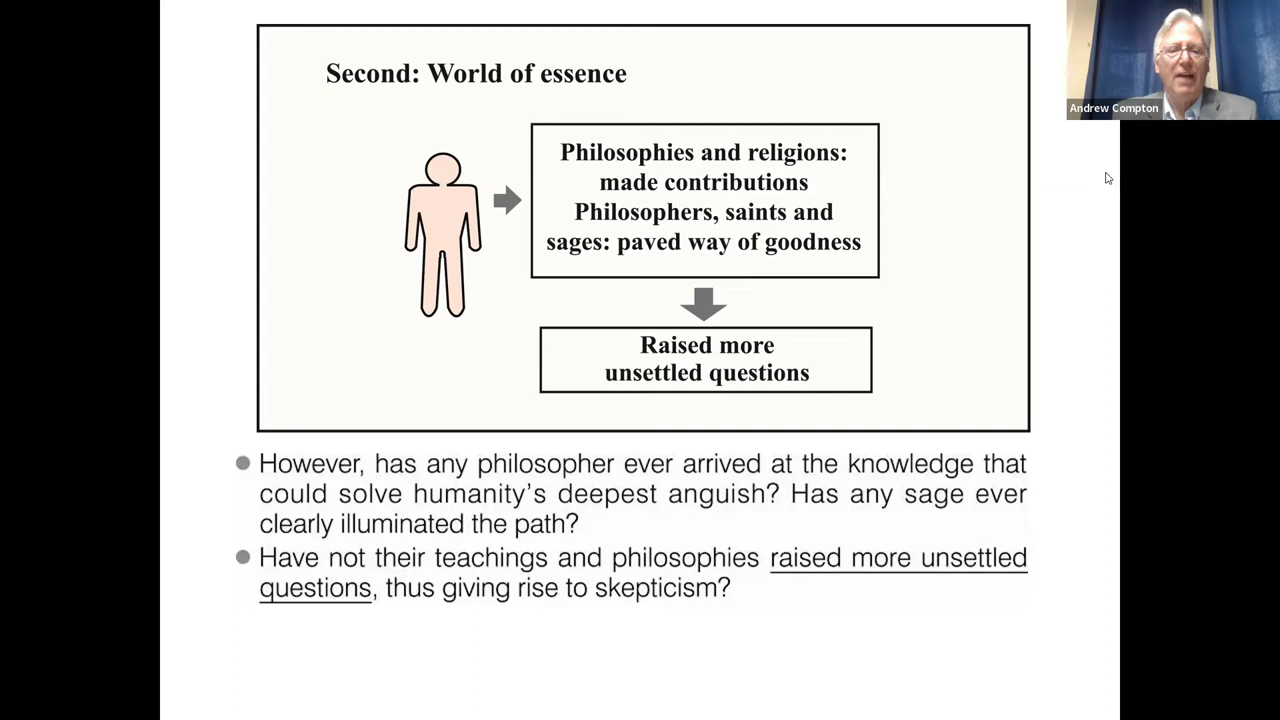 Second: World of essence
Philosophies and religions:
made contributions
Philosophers, saints and
sages: paved way of goodness
Raised more
unsettled questions
However, has any philosopher ever arrived at the knowledge that
could solve humanity's deepest anguish? Has any sage ever
clearly illuminated the path?
Have not their teachings and philosophies raised more unsettled
questions, thus giving rise to skepticism?
Andrew Compton